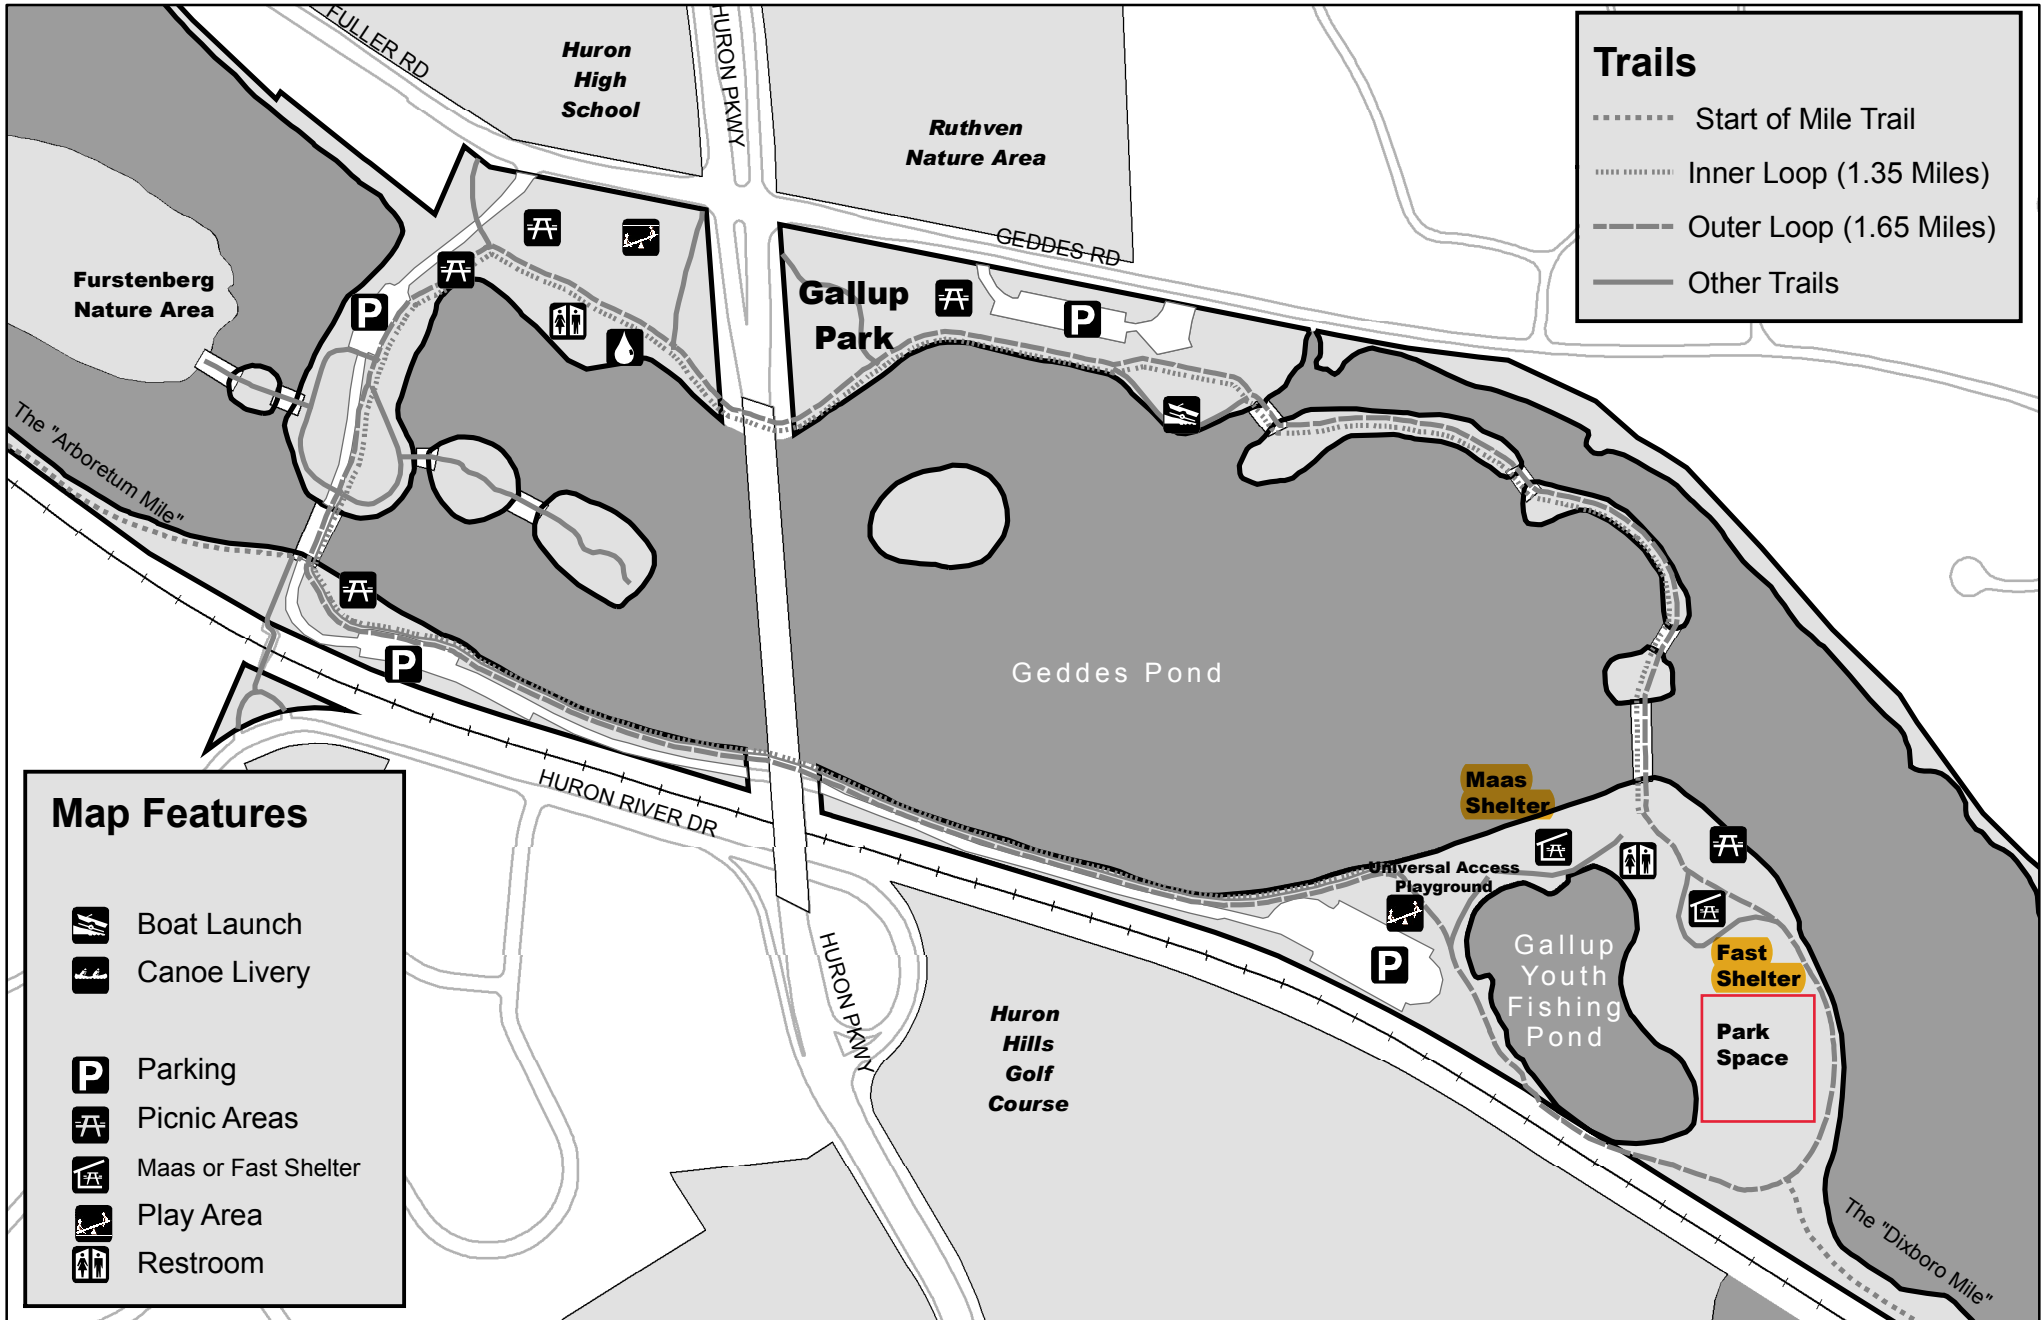 FULLER RD
Huron
High
School
HURON PKWY
Ruthven
Nature Area
GEDDES RD
Trails
Start of Mile Trail
Inner Loop (1.35 Miles)
Outer Loop (1.65 Miles)
Other Trails
Furstenberg
Nature Area
P
Gallup
Park
P
The "Arboretum Mile"
P
Geddes Pond
HURON RIVER DR
Maas
Shelter
Universal Access
Playground
P
Gallup
Youth
Fishing
Pond
Fast
Shelter
Park
Space
HURON PKWY
Huron
Hills
Golf
Course
The "Dixboro Mile"
Map Features
Boat Launch
Canoe Livery
P Parking
Picnic Areas
Maas or Fast Shelter
Play Area
Restroom